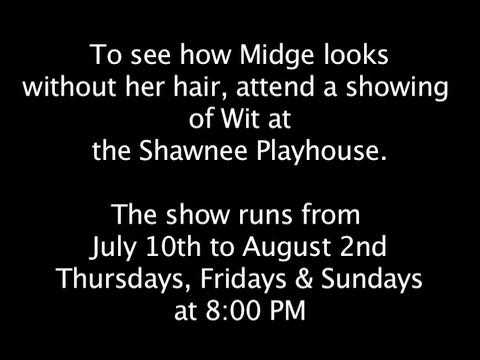 To see how Midge looks
without her hair, attend a showing
of Wit at
the Shawnee Playhouse.
The show runs from
July 10th to August 2nd
Thursdays, Fridays & Sundays
at 8:00 PM